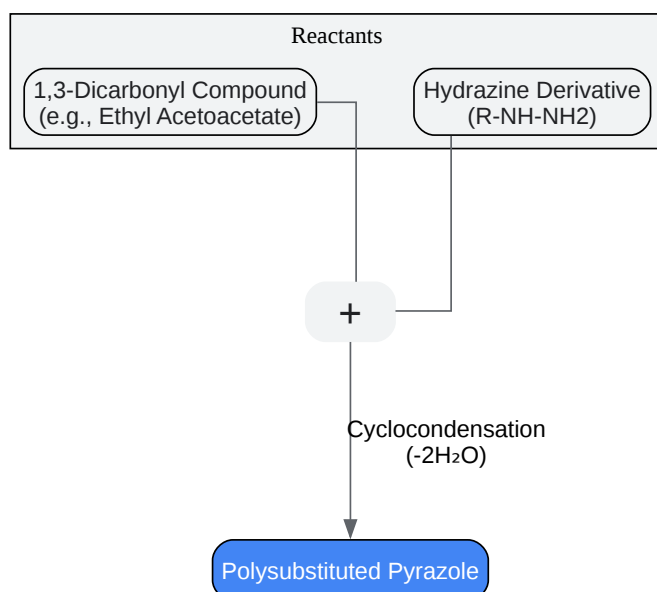 Reactants
1,3-Dicarbonyl Compound
(e.g., Ethyl Acetoacetate)
Hydrazine Derivative
(R-NH-NH2)
+
Cyclocondensation
(-2H₂O)
Polysubstituted Pyrazole